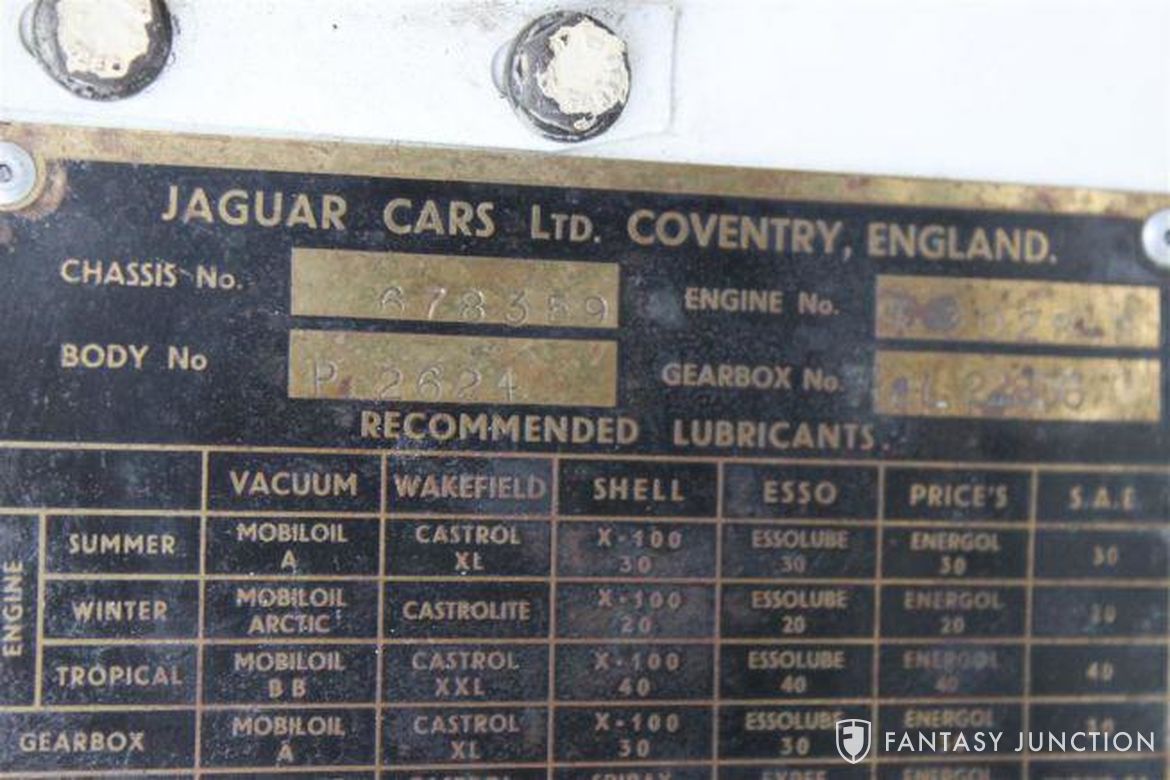 JAGUAR CARS LTD. COVENTRY, ENGLAND.
CHASSIS No. 678359 ENGINE No.
BODY No P 2624 GEARBOX No.
RECOMMENDED LUBRICANTS.
VACUUM WAKEFIELD SHELL ESSO PRICE'S S.A.E.
ENGINE
SUMMER MOBILOIL A CASTROL XL X-100 30 ESSOLUBE 30 ENERGOL 30 30
WINTER MOBILOIL ARCTIC CASTROLITE X-100 20 ESSOLUBE 20 ENERGOL 20 20
TROPICAL MOBILOIL BB CASTROL XXL X-100 40 ESSOLUBE 40 ENERGOL 40 40
GEARBOX MOBILOIL A CASTROL XL X-100 30 ESSOLUBE 30 ENERGOL
FANTASY JUNCTION